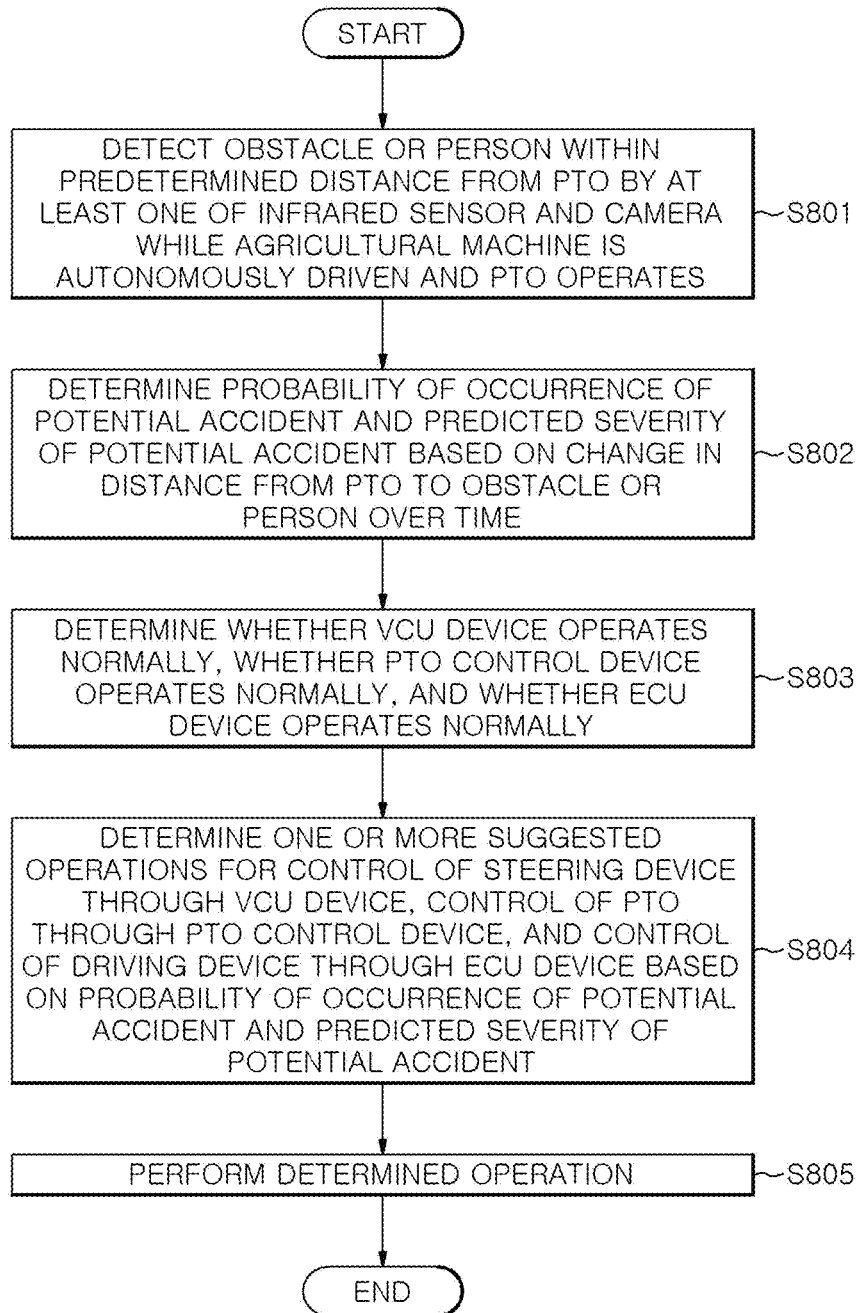 START
DETECT OBSTACLE OR PERSON WITHIN
PREDETERMINED DISTANCE FROM PTO BY AT
LEAST ONE OF INFRARED SENSOR AND CAMERA
WHILE AGRICULTURAL MACHINE IS
AUTONOMOUSLY DRIVEN AND PTO OPERATES
S801
DETERMINE PROBABILITY OF OCCURRENCE OF
POTENTIAL ACCIDENT AND PREDICTED SEVERITY
OF POTENTIAL ACCIDENT BASED ON CHANGE IN
DISTANCE FROM PTO TO OBSTACLE OR
PERSON OVER TIME
S802
DETERMINE WHETHER VCU DEVICE OPERATES
NORMALLY, WHETHER PTO CONTROL DEVICE
OPERATES NORMALLY, AND WHETHER ECU
DEVICE OPERATES NORMALLY
S803
DETERMINE ONE OR MORE SUGGESTED
OPERATIONS FOR CONTROL OF STEERING DEVICE
THROUGH VCU DEVICE, CONTROL OF PTO
THROUGH PTO CONTROL DEVICE, AND CONTROL
OF DRIVING DEVICE THROUGH ECU DEVICE BASED
ON PROBABILITY OF OCCURRENCE OF POTENTIAL
ACCIDENT AND PREDICTED SEVERITY OF
POTENTIAL ACCIDENT
S804
PERFORM DETERMINED OPERATION
S805
END